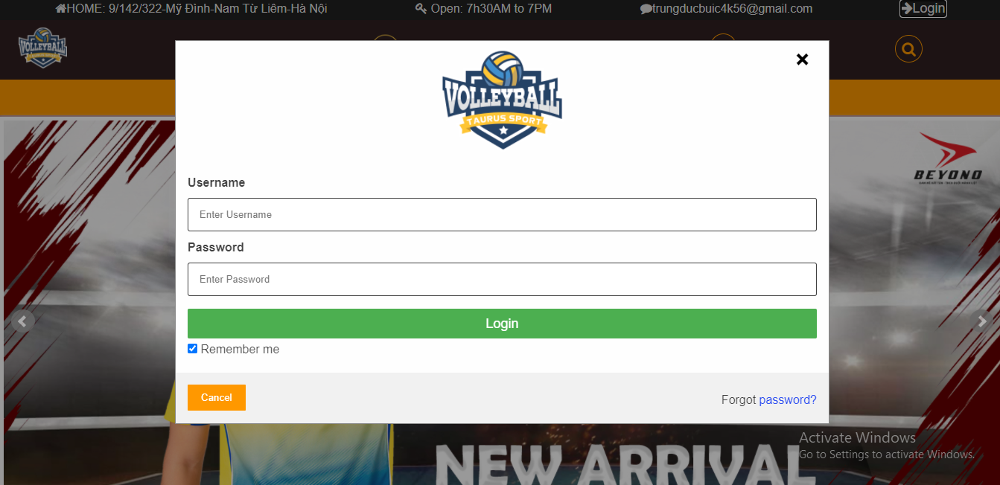 HOME: 9/142/322-Mỹ Đình-Nam Từ Liêm-Hà Nội
Open: 7h30AM to 7PM
trungducbuic4k56@gmail.com
Login
VOLLEYBALL
VOLLEYBALL
TAURUS SPORT
BEYOND
Username
Enter Username
Password
Enter Password
Login
Remember me
Cancel
Forgot password?
NEW ARRIVAL
Activate Windows
Go to Settings to activate Windows.